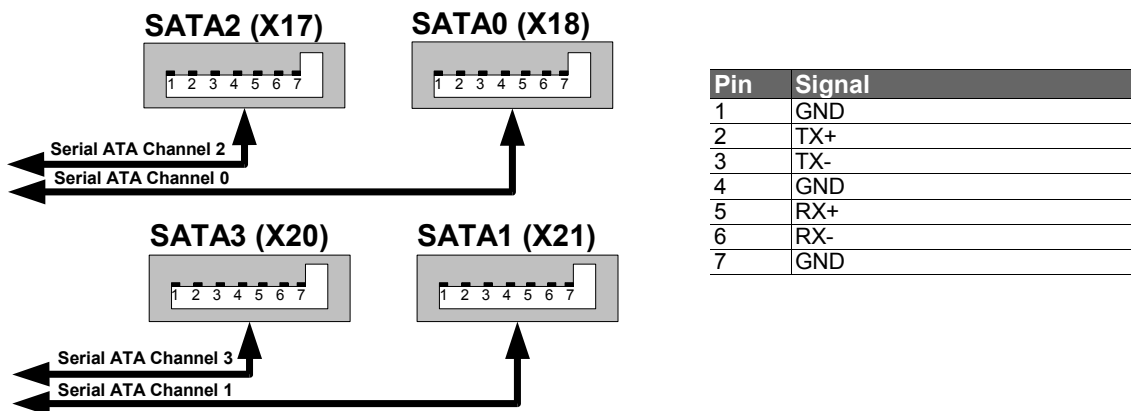 SATA2 (X17)
SATA0 (X18)
1 2 3 4 5 6 7
1 2 3 4 5 6 7
Serial ATA Channel 2
Serial ATA Channel 0
SATA3 (X20)
SATA1 (X21)
1 2 3 4 5 6 7
1 2 3 4 5 6 7
Serial ATA Channel 3
Serial ATA Channel 1
Pin Signal
1 GND
2 TX+
3 TX-
4 GND
5 RX+
6 RX-
7 GND